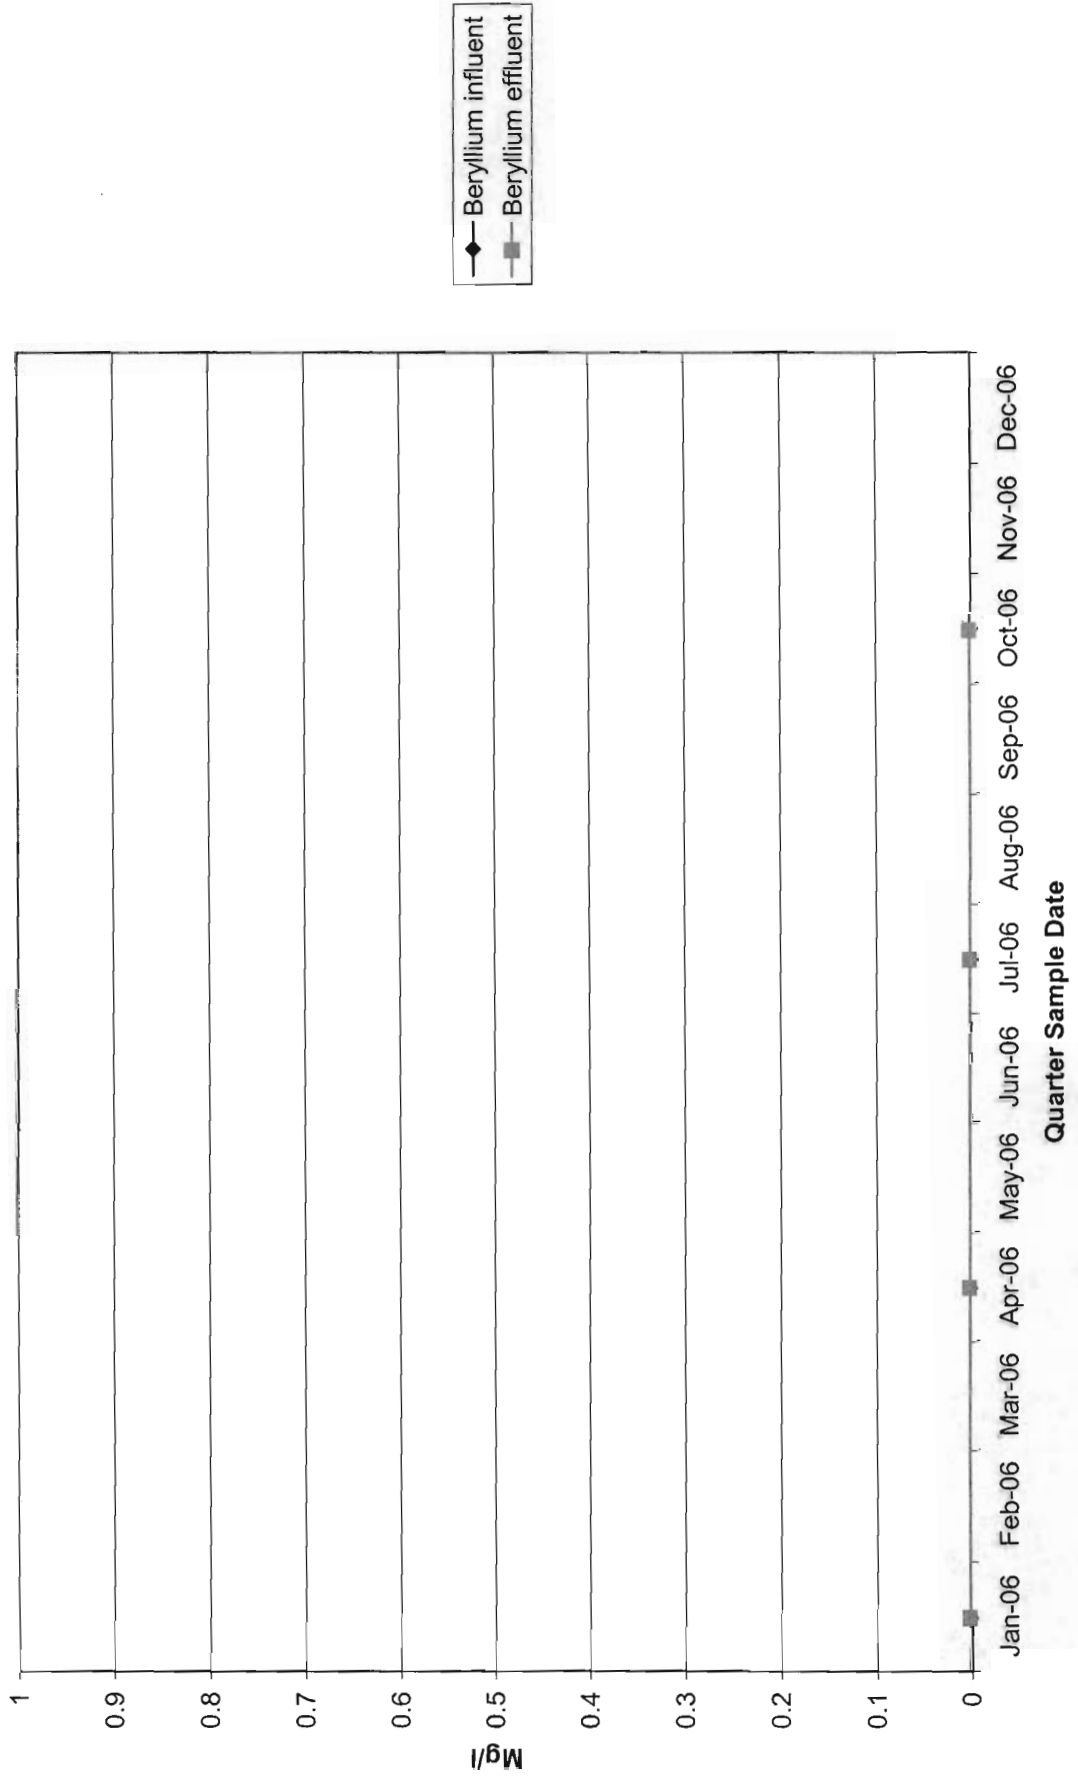 Beryllium influent
Beryllium effluent
1
0.9
0.8
0.7
0.6
0.5
0.4
0.3
0.2
0.1
0
Mg/l
Jan-06 Feb-06 Mar-06 Apr-06 May-06 Jun-06 Jul-06 Aug-06 Sep-06 Oct-06 Nov-06 Dec-06
Quarter Sample Date